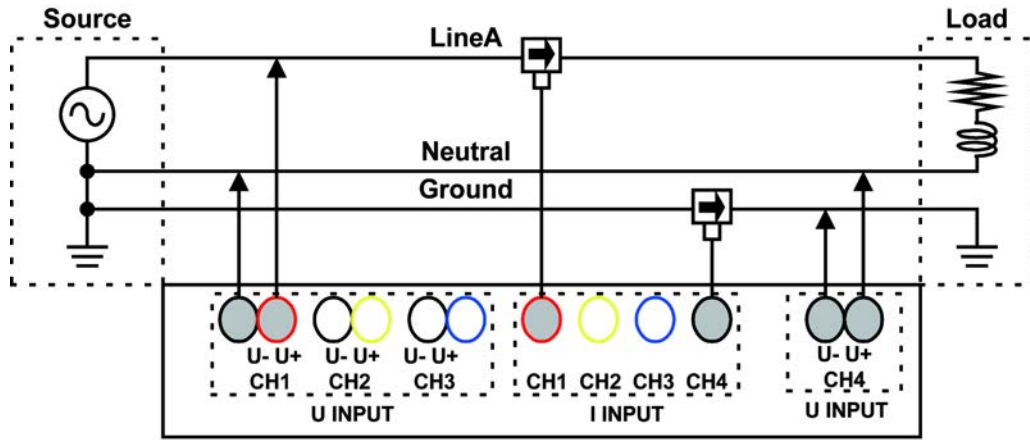 Source
Load
LineA
Neutral
Ground
U- U+
U- U+
U- U+
U- U+
CH1
CH2
CH3
CH1
CH2
CH3
CH4
CH4
U INPUT
I INPUT
U INPUT